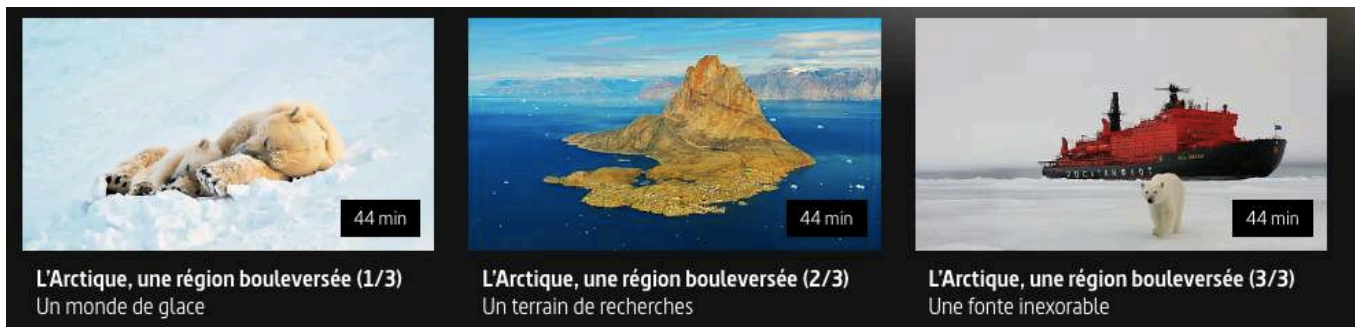 44 min
44 min
РОСАТОМФЛОТ
44 min
L'Arctique, une région bouleversée (1/3)
Un monde de glace
L'Arctique, une région bouleversée (2/3)
Un terrain de recherches
L'Arctique, une région bouleversée (3/3)
Une fonte inexorable